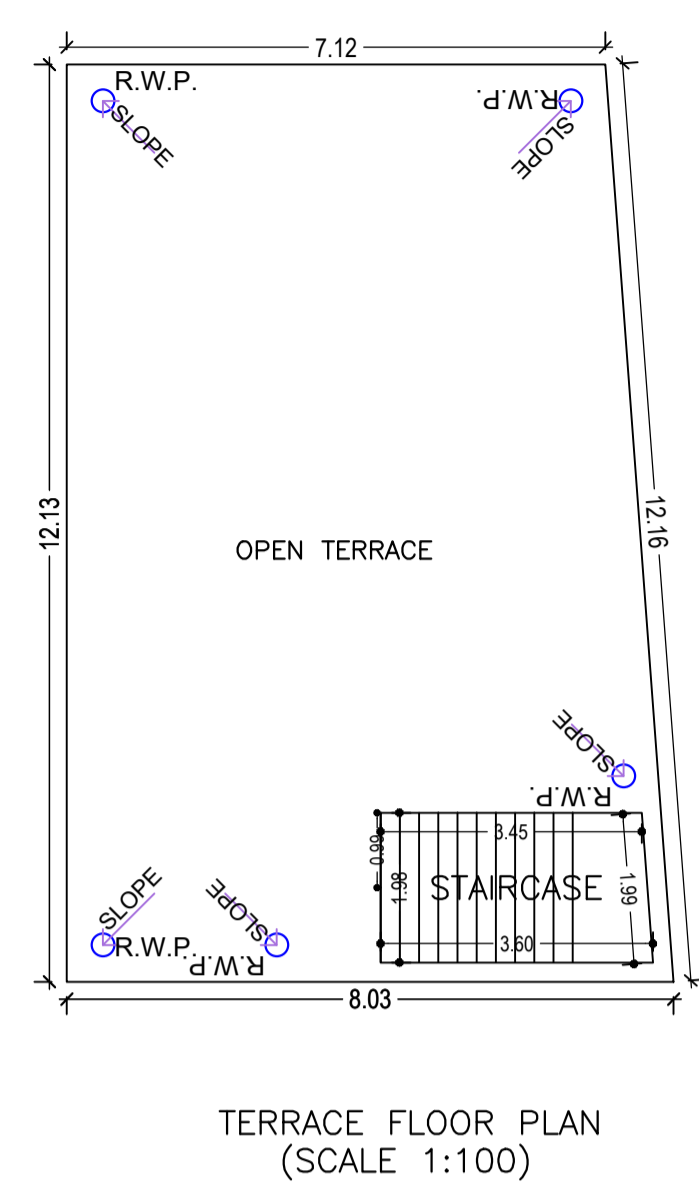 7.12
R.W.P.
R.W.P.
SLOPE
SLOPE
12.13
12.16
OPEN TERRACE
SLOPE
R.W.P.
3.45
0.99
1.98
STAIRCASE
1.99
SLOPE
SLOPE
R.W.P.
R.W.P.
3.60
8.03
TERRACE FLOOR PLAN
(SCALE 1:100)